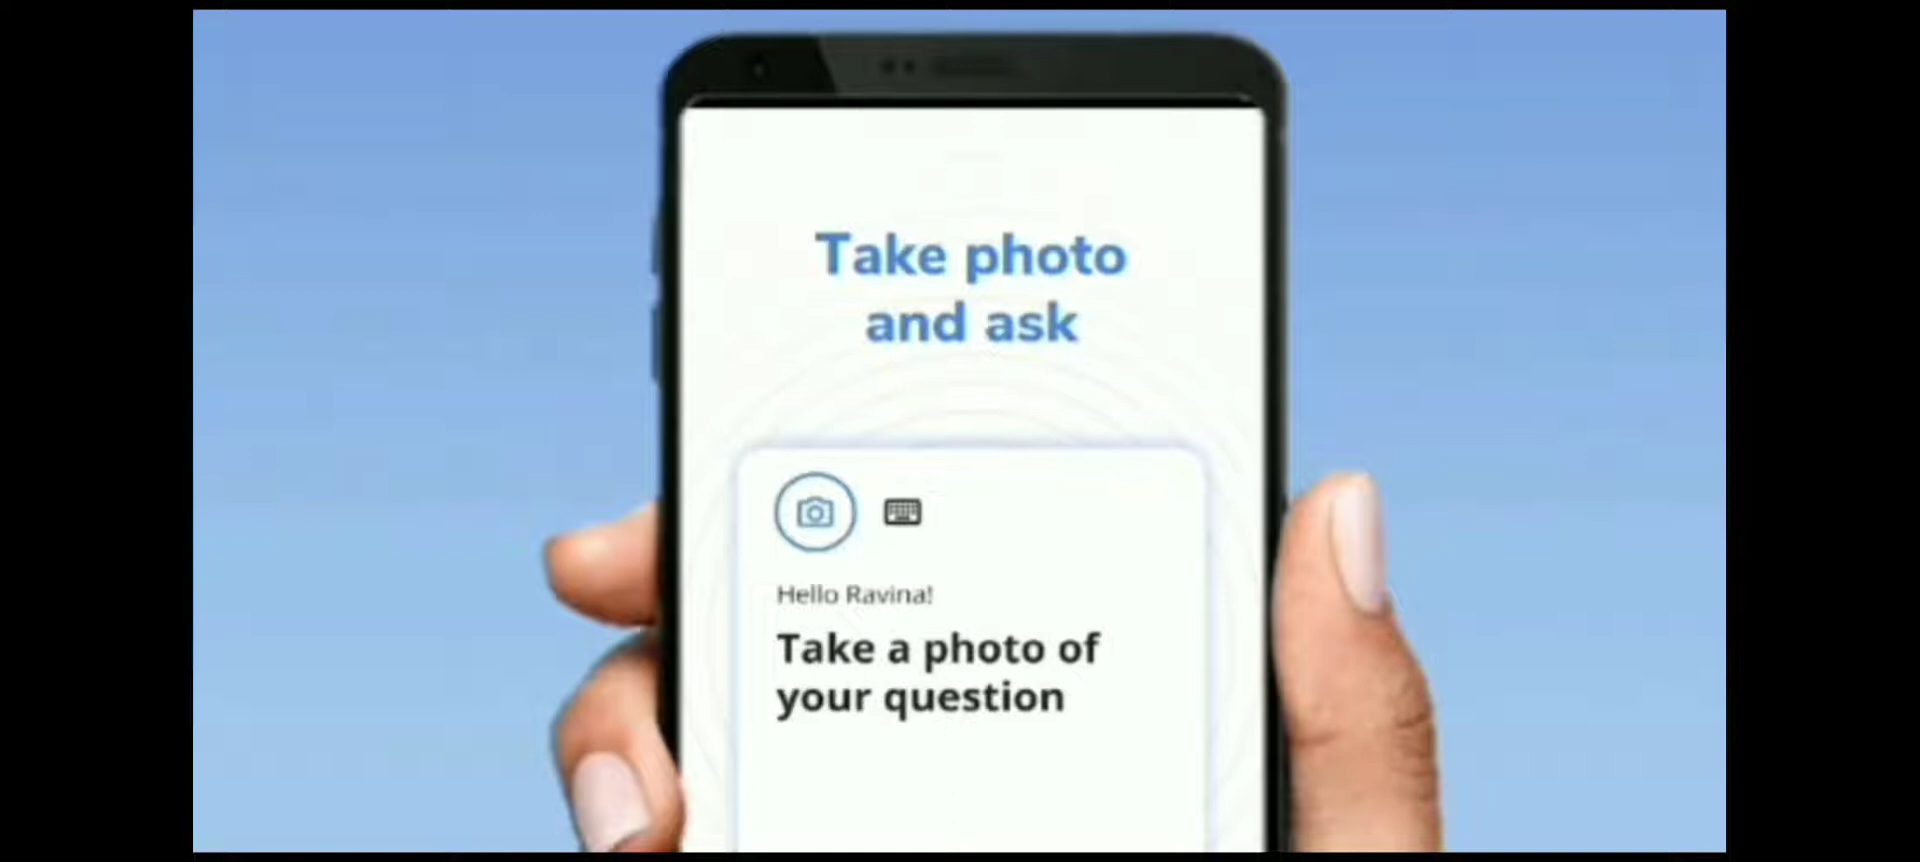 Take photo
and ask
Hello Ravina!
Take a photo of
your question